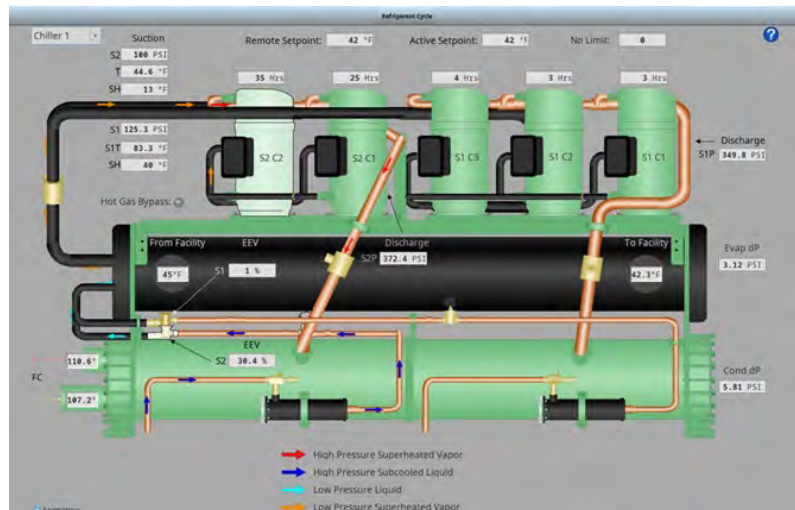 Refrigerant Cycle
Chiller 1
Suction
Remote Setpoint: 42 °F
Active Setpoint: 42 °F
No Limit: 0
?
S2 100 PSI
T 44.6 °F
SH 13 °F
35 Hrs
25 Hrs
4 Hrs
3 Hrs
3 Hrs
S1 125.3 PSI
S1T 83.3 °F
SH 40 °F
S2 C2
S2 C1
S1 C3
S1 C2
S1 C1
Discharge
S1P 349.8 PSI
Hot Gas Bypass:
From Facility
EEV
Discharge
To Facility
Evap dP
S2P 372.4 PSI
45°F
S1 1 %
42.3°F
3.12 PSI
EEV
S2 30.4 %
110.6°
FC
107.2°
Cond dP
5.81 PSI
High Pressure Superheated Vapor
High Pressure Subcooled Liquid
Low Pressure Liquid
Low Pressure Superheated Vapor